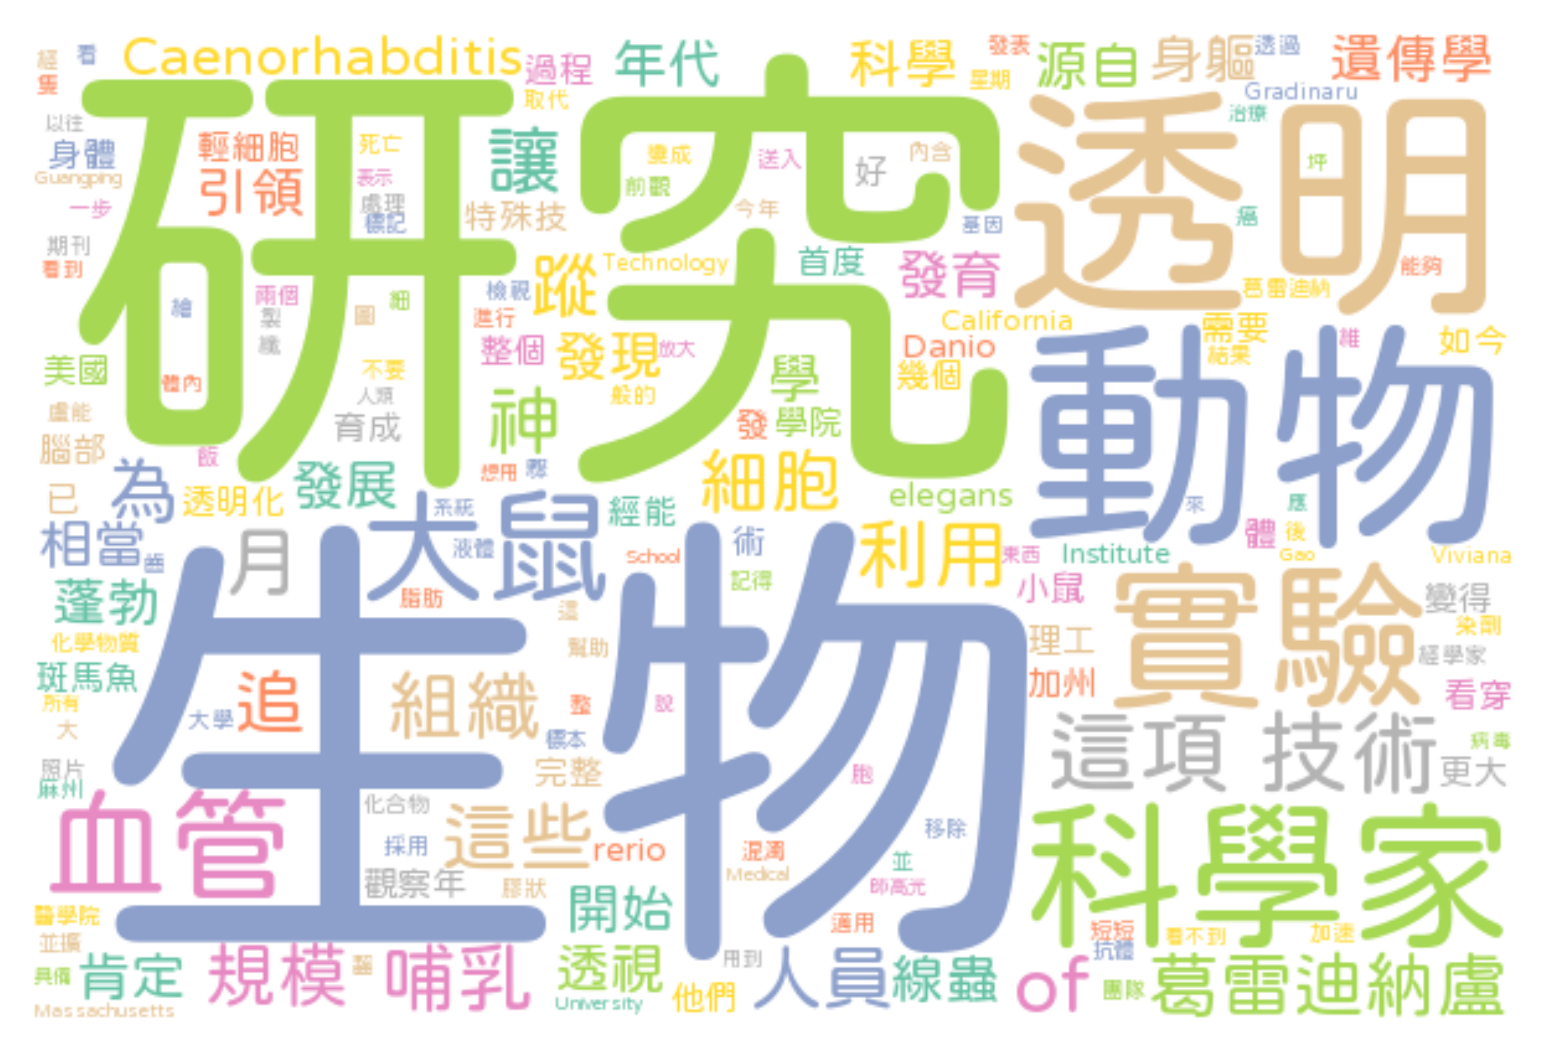 Caenorhabditis
過程
年代
科學
發表
星期
源自
身軀
透過
遺傳學
經
看
隻
取代
Gradinaru
治療
以往
身體
Guangping
一步
期刊
看到
輕細胞
引領
死亡
表示
處理
標記
讓
特殊技
變成
前觀
送入
今年
好
內含
基因
研究
透明
坪
癌
能夠
葛雷迪納
繪
兩個
製
纖
圖
細
檢視
進行
蹤
Technology
首度
發育
California
Danio
需要
結果
維
如今
美國
體內
不要
人類
整個
發現
放大
般的
學
幾個
盧能
腦部
飯
育成
神
發
學院
動物
已
為
透明化
發展
想用
細胞
elegans
相當
齒
月
大鼠
系統
液體
經能
School
術
記得
利用
東西
Institute
來
應
體
後
Gao
Viviana
蓬勃
化學物質
脂肪
這
幫助
小鼠
實驗
變得
染劑
斑馬魚
所有
大
大學
追
組織
整
說
標本
理工
加州
經學家
看穿
生物
照片
麻州
完整
胞
這項
技術
病毒
更大
血管
化合物
採用
觀察年
這些
膠狀
rerio
混濁
Medical
移除
並
師高光
科學家
醫學院
並擴
開始
適用
短短
抗體
看不到
加速
具備
肯定
Massachusetts
規模
哺乳
透視
University
用到
他們
人員
線蟲
of
團隊
葛雷迪納盧